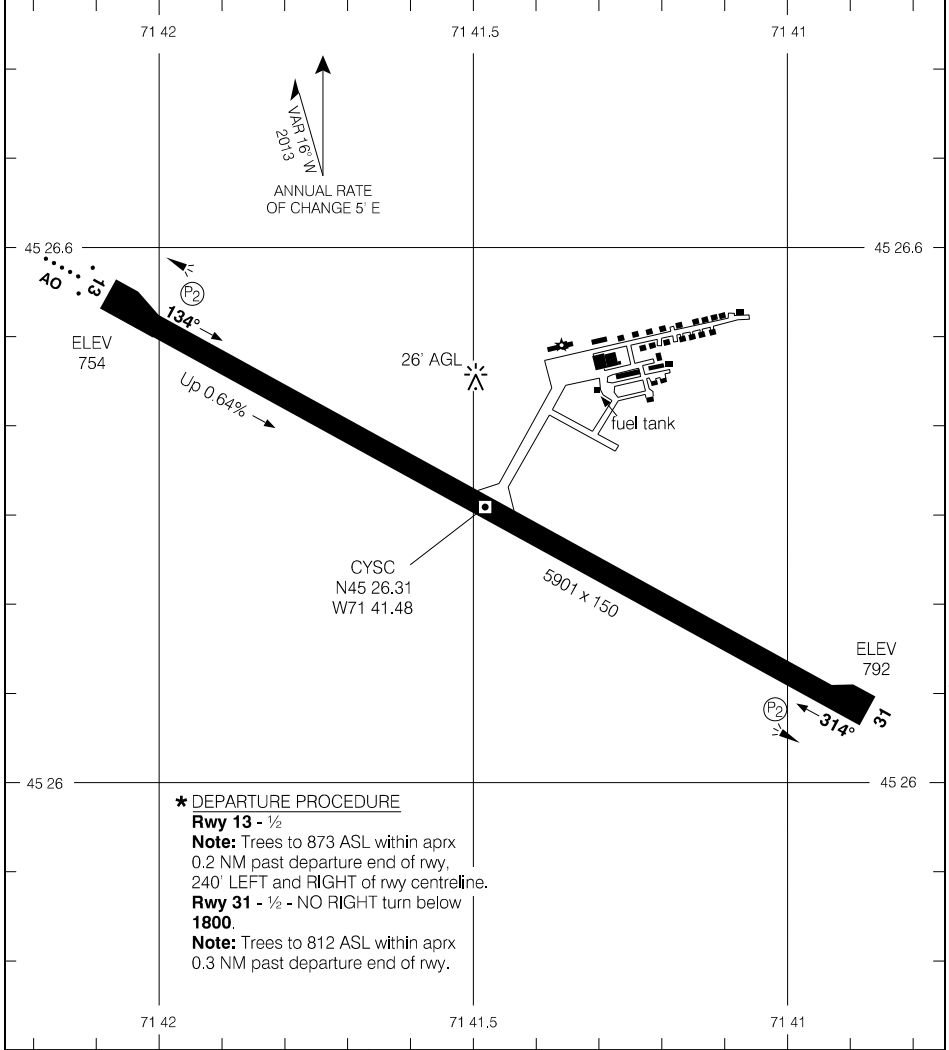 71 42
71 41.5
71 41
VAR 16° W
2013
ANNUAL RATE
OF CHANGE 5' E
45 26.6
45 26.6
AO
13
P2
134°
ELEV
754
26' AGL
Up 0.64%
fuel tank
CYSC
N45 26.31
W71 41.48
5901 x 150
ELEV
792
P2
314°
31
45 26
45 26
* DEPARTURE PROCEDURE
Rwy 13 - ½
Note: Trees to 873 ASL within aprx
0.2 NM past departure end of rwy,
240' LEFT and RIGHT of rwy centreline.
Rwy 31 - ½ - NO RIGHT turn below
1800.
Note: Trees to 812 ASL within aprx
0.3 NM past departure end of rwy.
71 42
71 41.5
71 41